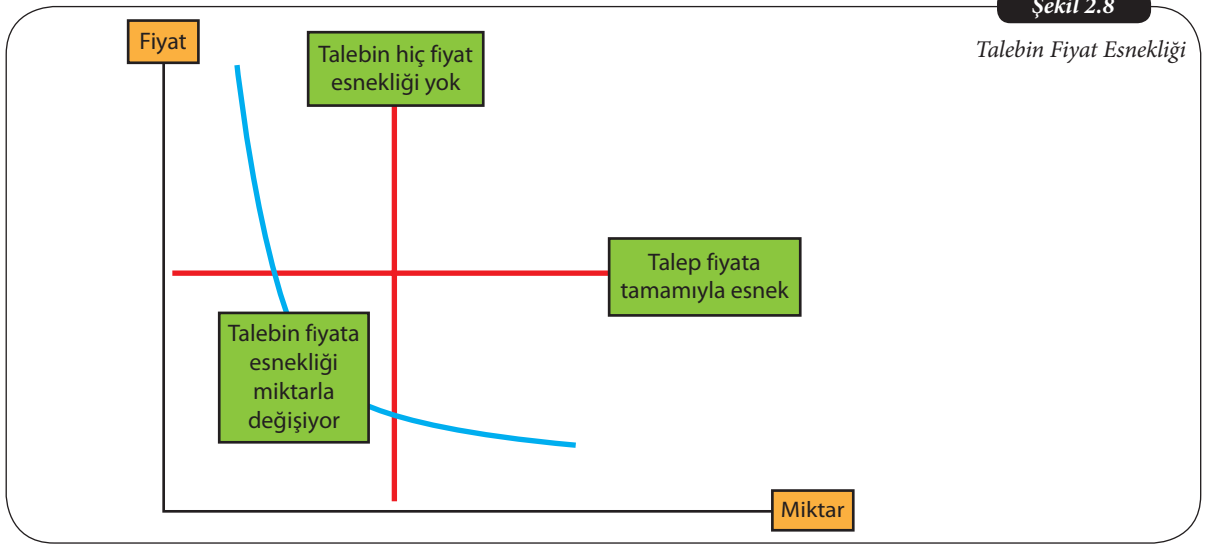 Şekil 2.8
Talebin Fiyat Esnekliği
Fiyat
Talebin hiç fiyat
esnekliği yok
Talep fiyata
tamamıyla esnek
Talebin fiyata
esnekliği
miktarla
değişiyor
Miktar